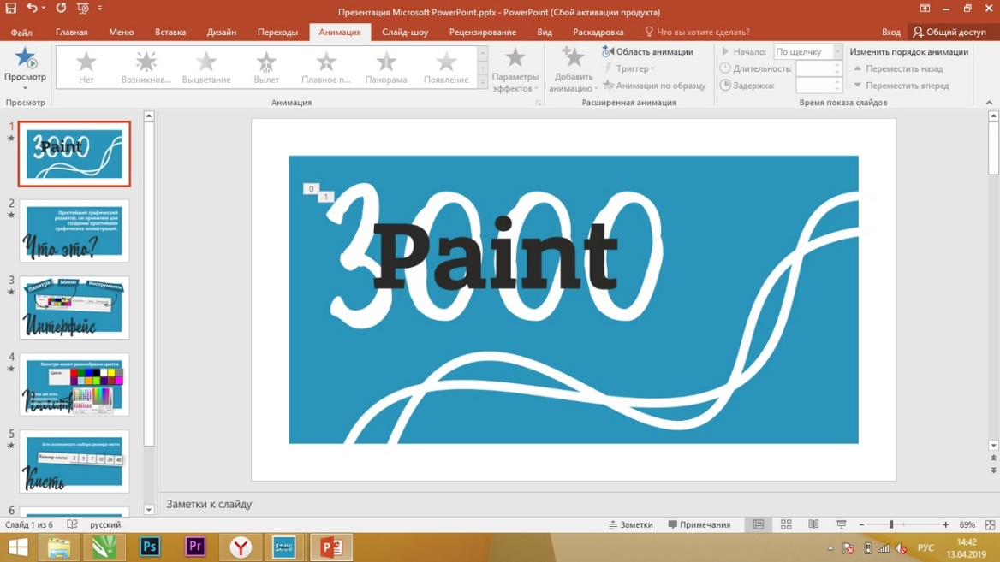 Презентация Microsoft PowerPoint.pptx - PowerPoint (Сбой активации продукта)
Файл Главная Меню Вставка Дизайн Переходы Анимация Слайд-шоу Рецензирование Вид Раскадровка Что вы хотите сделать? Вход Общий доступ
Просмотр
Нет Возникнов... Выцветание Вылет Плавное п... Панорама Появление
Параметры эффектов
Добавить анимацию
Область анимации
Триггер
Анимация по образцу
Начало: По щелчку
Длительность:
Задержка:
Изменить порядок анимации
Переместить назад
Переместить вперед
Просмотр Анимация Расширенная анимация Время показа слайдов
1
3000
Paint
2
Простейший графический
редактор, он приемлем для
создания простейших
графических иллюстраций.
Что это?
3
Палитра Меню Инструменты
Интерфейс
4
Палитра имеет разнообразие цветов
Цвета:
5
Есть возможность выбора размера кисти
Размер кисти: 2 5 7 10 24 48
Кисть
6
0
1
3000
Paint
Заметки к слайду
Слайд 1 из 6 русский Заметки Примечания 69%
Ps Pr Y 3000 P
РУС 14:42
13.04.2019